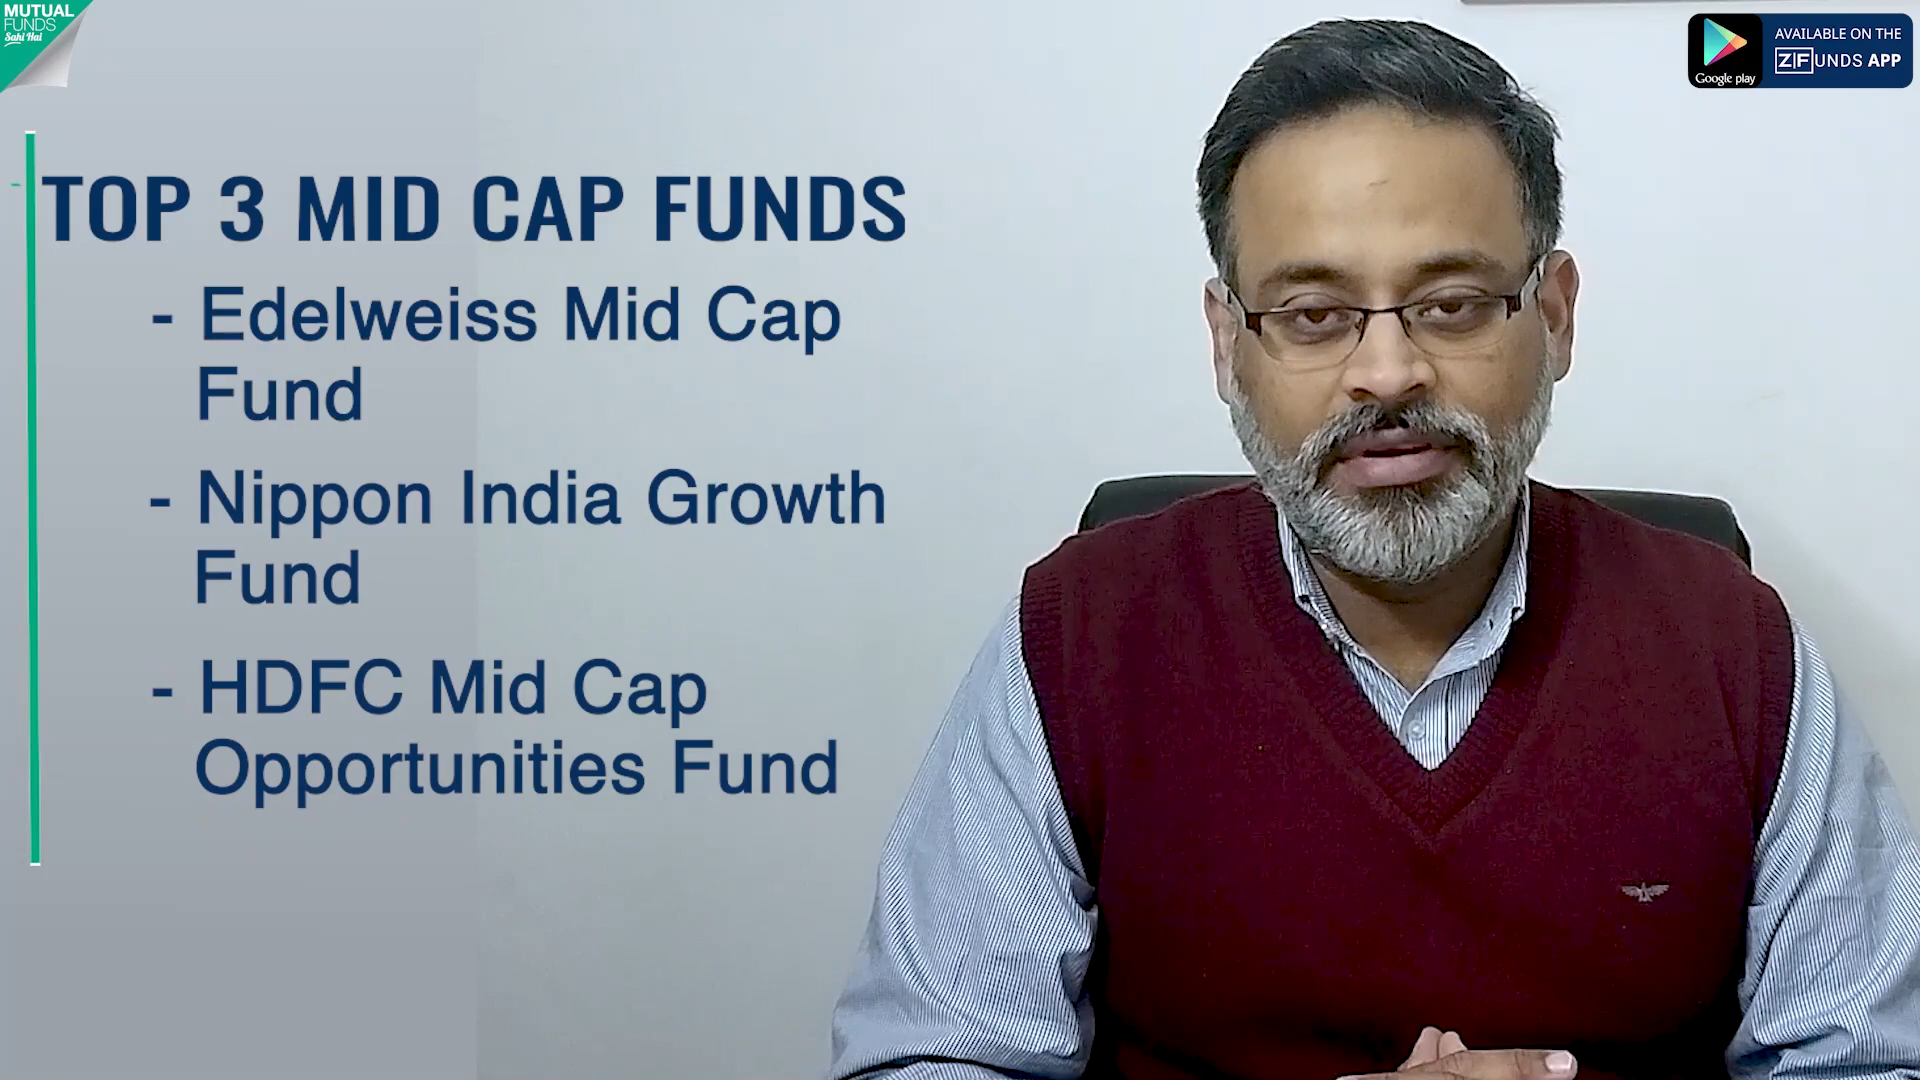 MUTUAL
FUNDS
Sahi Hai
Google play
AVAILABLE ON THE
ZFUNDS APP
TOP 3 MID CAP FUNDS
- Edelweiss Mid Cap
Fund
- Nippon India Growth
Fund
- HDFC Mid Cap
Opportunities Fund